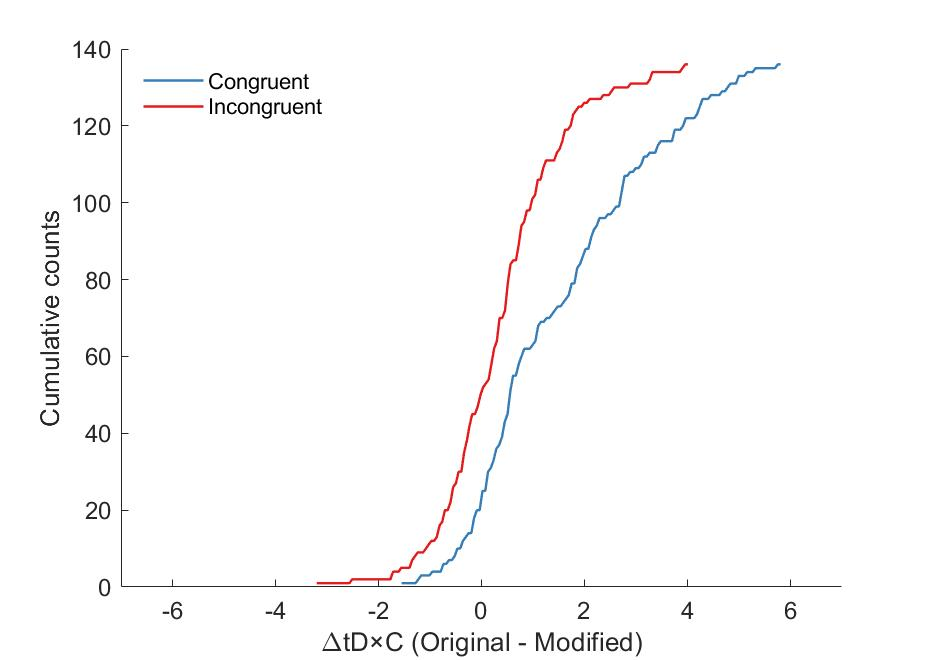 140
120
100
80
60
40
20
0
Cumulative counts
Congruent
Incongruent
-6 -4 -2 0 2 4 6
ΔtD×C (Original - Modified)